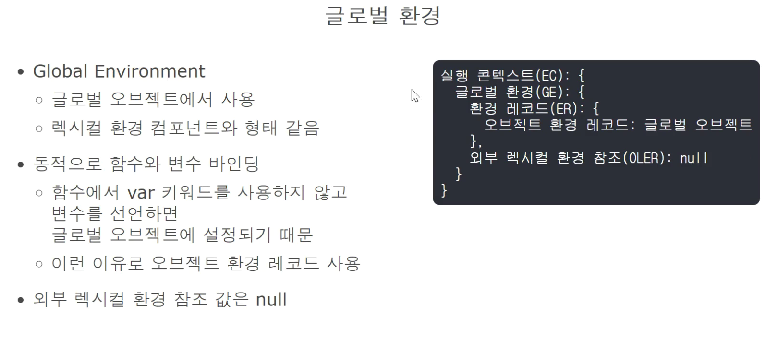 글로벌 환경
• Global Environment
○ 글로벌 오브젝트에서 사용
○ 렉시컬 환경 컴포넌트와 형태 같음
• 동적으로 함수와 변수 바인딩
○ 함수에서 var 키워드를 사용하지 않고
변수를 선언하면
글로벌 오브젝트에 설정되기 때문
○ 이런 이유로 오브젝트 환경 레코드 사용
• 외부 렉시컬 환경 참조 값은 null
실행 콘텍스트(EC): {
글로벌 환경(GE): {
환경 레코드(ER): {
오브젝트 환경 레코드: 글로벌 오브젝트
},
외부 렉시컬 환경 참조(OLER): null
}
}